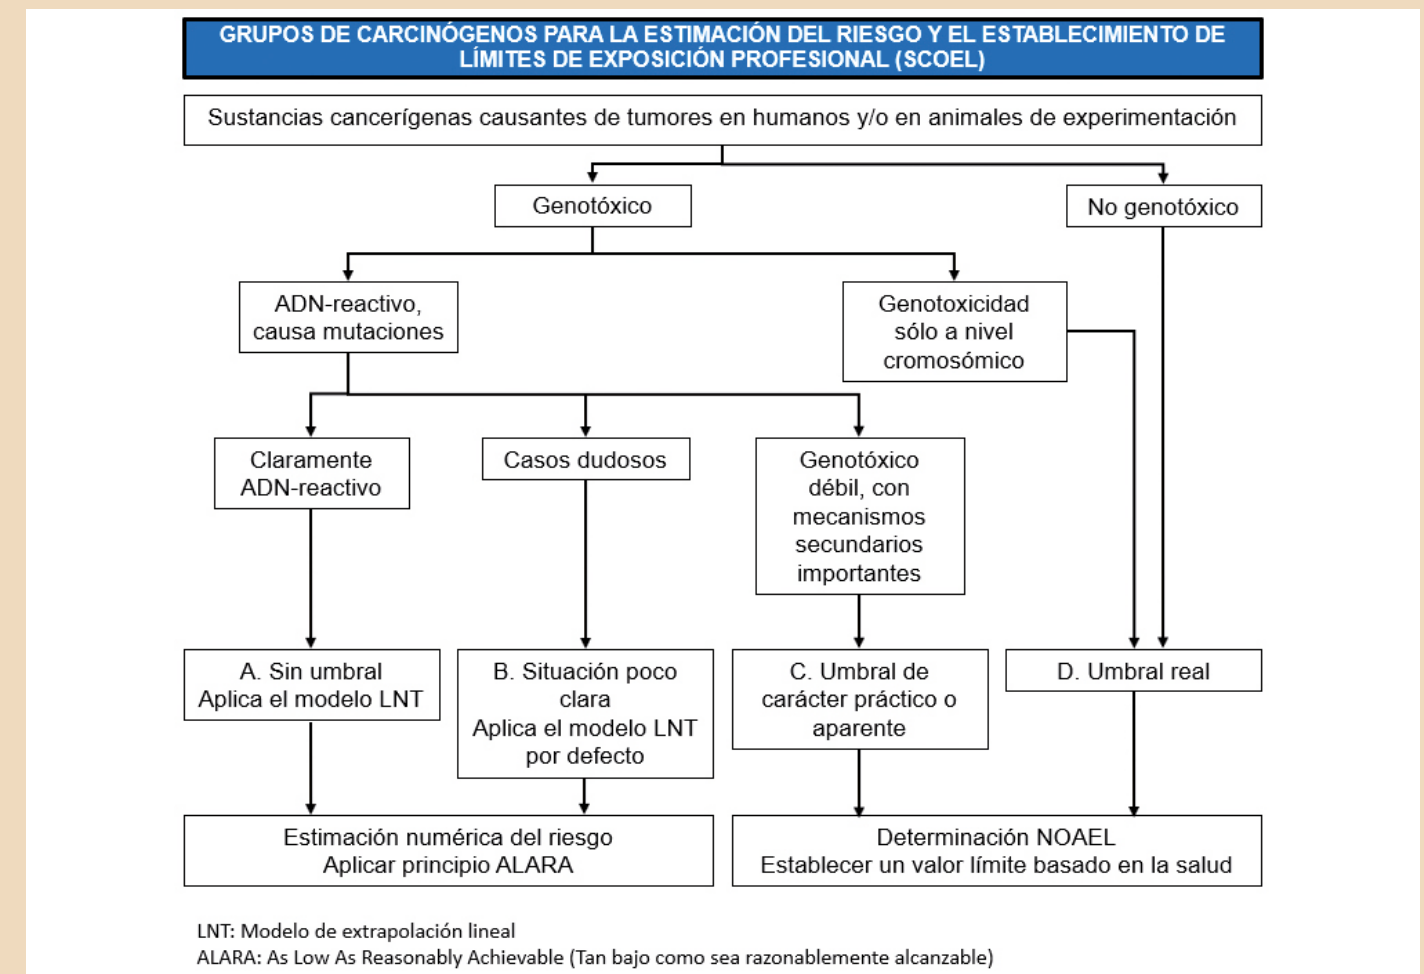 GRUPOS DE CARCINÓGENOS PARA LA ESTIMACIÓN DEL RIESGO Y EL ESTABLECIMIENTO DE
LÍMITES DE EXPOSICIÓN PROFESIONAL (SCOEL)
Sustancias cancerígenas causantes de tumores en humanos y/o en animales de experimentación
Genotóxico
No genotóxico
ADN-reactivo,
causa mutaciones
Genotoxicidad
sólo a nivel
cromosómico
Claramente
ADN-reactivo
Casos dudosos
Genotóxico
débil, con
mecanismos
secundarios
importantes
A. Sin umbral
Aplica el modelo LNT
B. Situación poco
clara
Aplica el modelo LNT
por defecto
C. Umbral de
carácter práctico o
aparente
D. Umbral real
Estimación numérica del riesgo
Aplicar principio ALARA
Determinación NOAEL
Establecer un valor límite basado en la salud
LNT: Modelo de extrapolación lineal
ALARA: As Low As Reasonably Achievable (Tan bajo como sea razonablemente alcanzable)